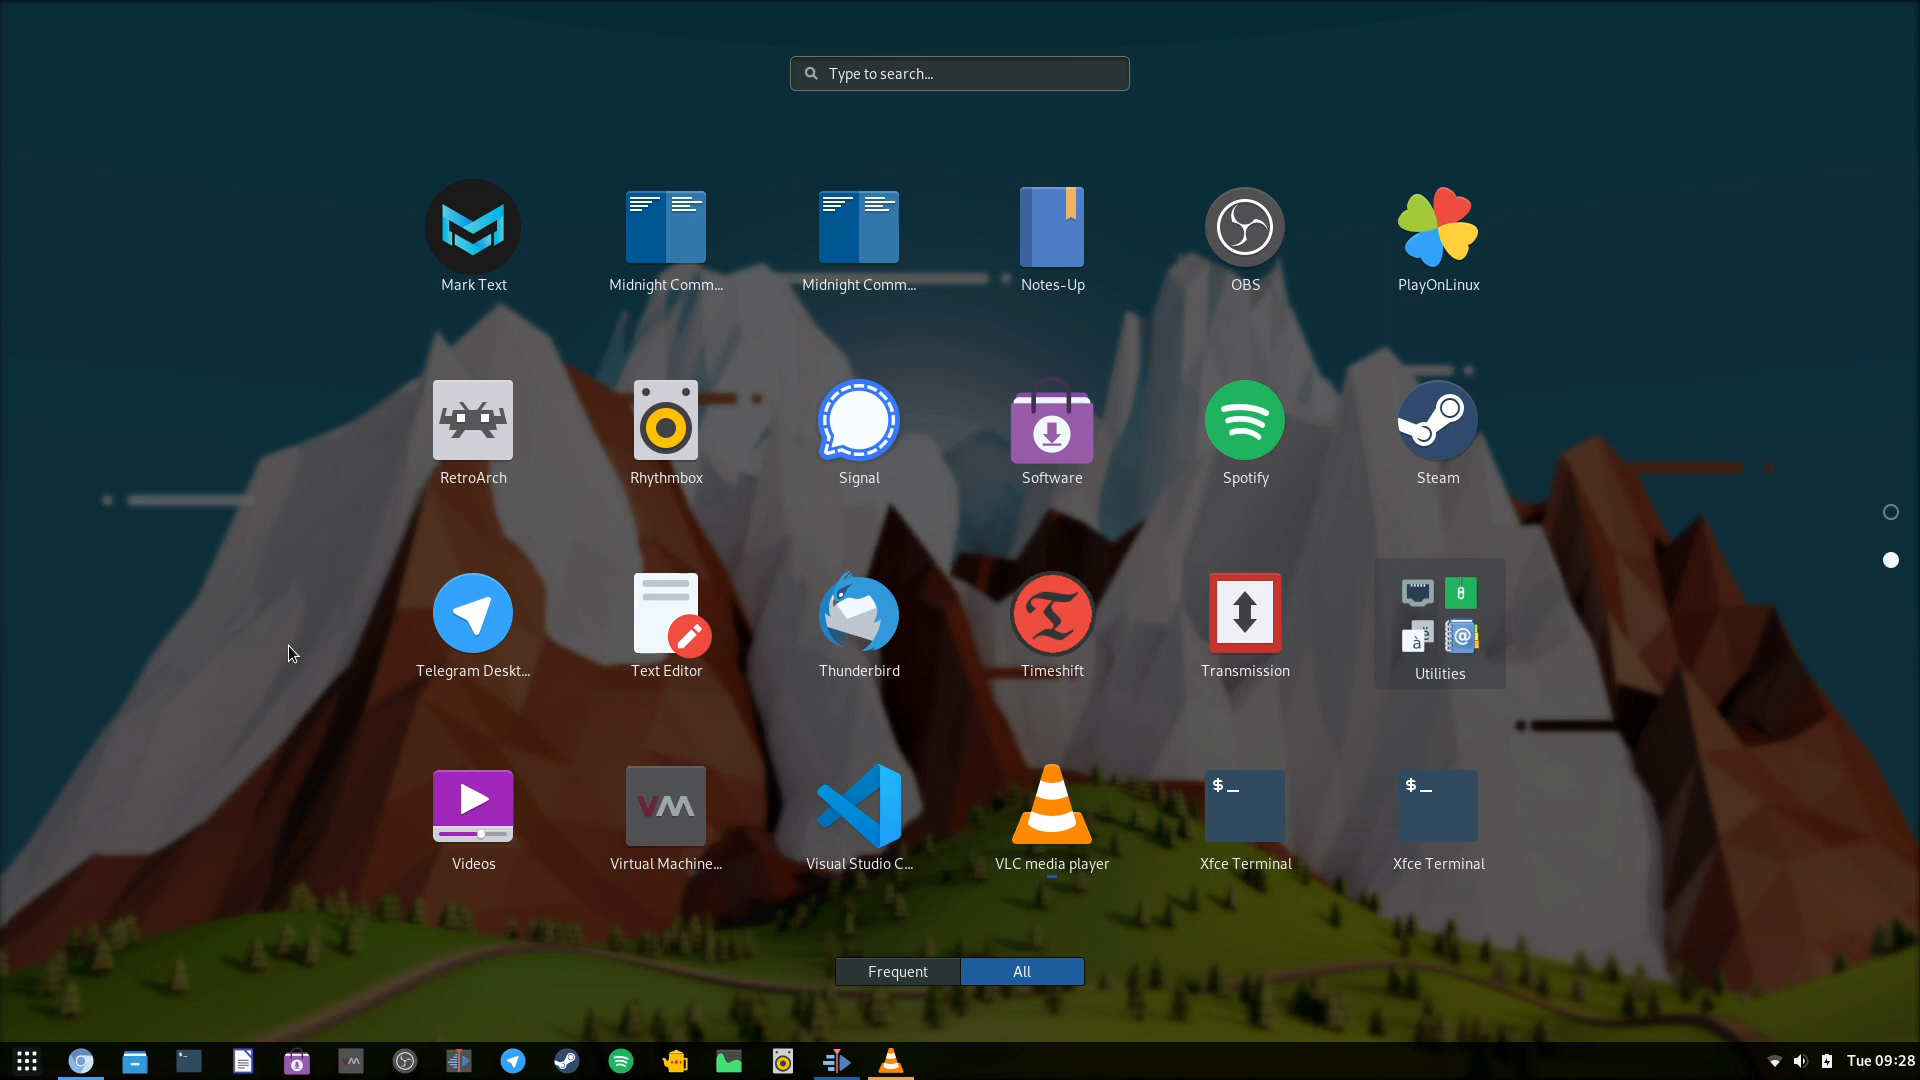 Type to search...
Mark Text
Midnight Comm...
Midnight Comm...
Notes-Up
OBS
PlayOnLinux
RetroArch
Rhythmbox
Signal
Software
Spotify
Steam
Telegram Deskt...
Text Editor
Thunderbird
Timeshift
Transmission
Utilities
$_
$_
Videos
Virtual Machine...
Visual Studio C...
VLC media player
Xfce Terminal
Xfce Terminal
Frequent
All
Tue 09:28